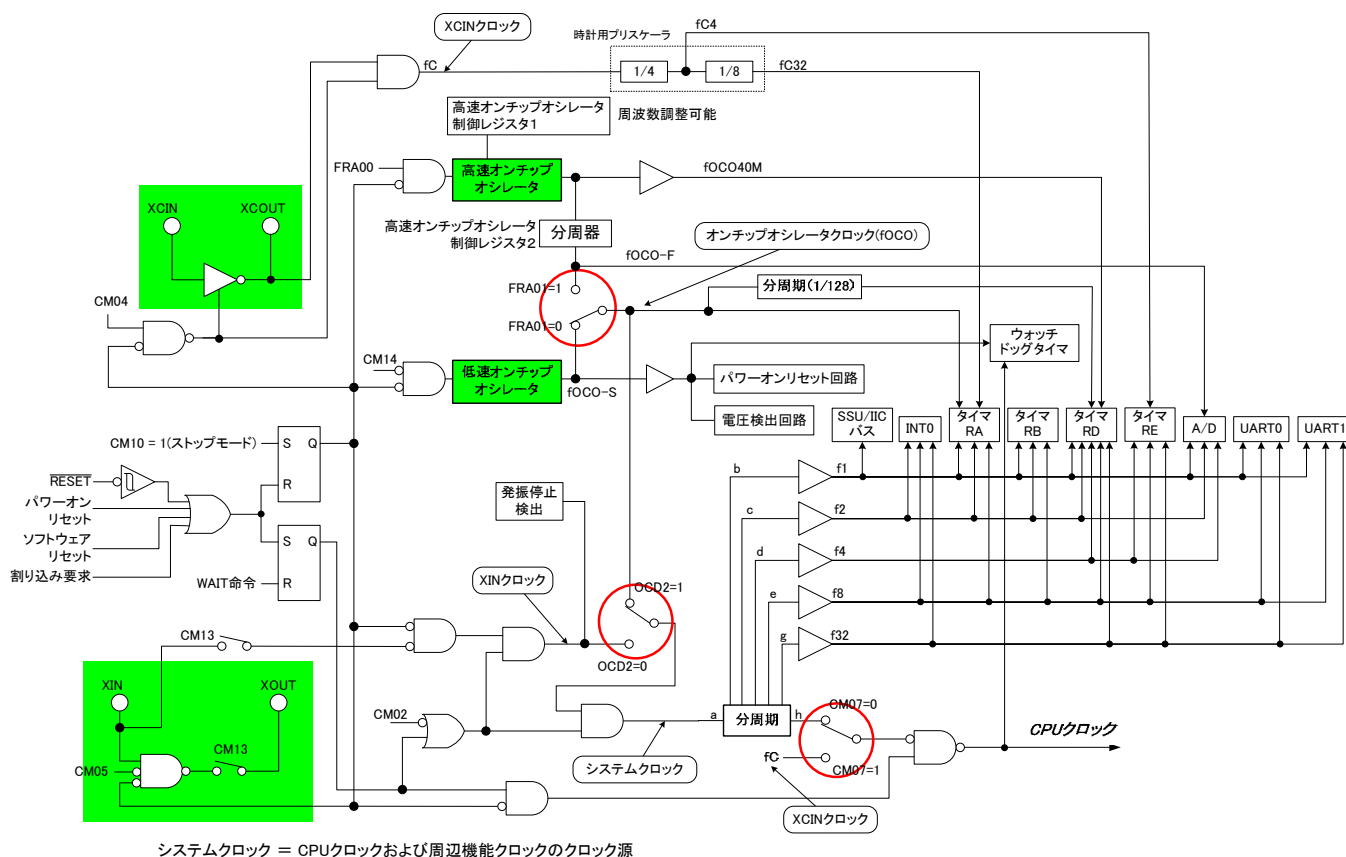 XCINクロック
fC4
時計用プリスケーラ
fC
1/4
1/8
fC32
高速オンチップオシレータ
制御レジスタ1
周波数調整可能
FRA00
高速オンチップ
オシレータ
fOCO40M
XCIN
XCOUT
高速オンチップオシレータ
制御レジスタ2
分周器
オンチップオシレータクロック(fOCO)
fOCO-F
FRA01=1
分周期(1/128)
CM04
FRA01=0
ウォッチ
ドッグタイマ
CM14
低速オンチップ
オシレータ
fOCO-S
パワーオンリセット回路
電圧検出回路
SSU/IIC
バス
INT0
タイマ
RA
タイマ
RB
タイマ
RD
タイマ
RE
A/D
UART0
UART1
CM10 = 1(ストップモード)
S
Q
R
RESET
パワーオン
リセット
ソフトウェア
リセット
割り込み要求
S
Q
R
WAIT命令
発振停止
検出
b
f1
c
f2
d
f4
e
f8
g
f32
XINクロック
OCD2=1
OCD2=0
CM13
XIN
XOUT
CM02
a
分周期
h
CM07=0
CPUクロック
CM13
CM05
システムクロック
fC
CM07=1
XCINクロック
システムクロック = CPUクロックおよび周辺機能クロックのクロック源